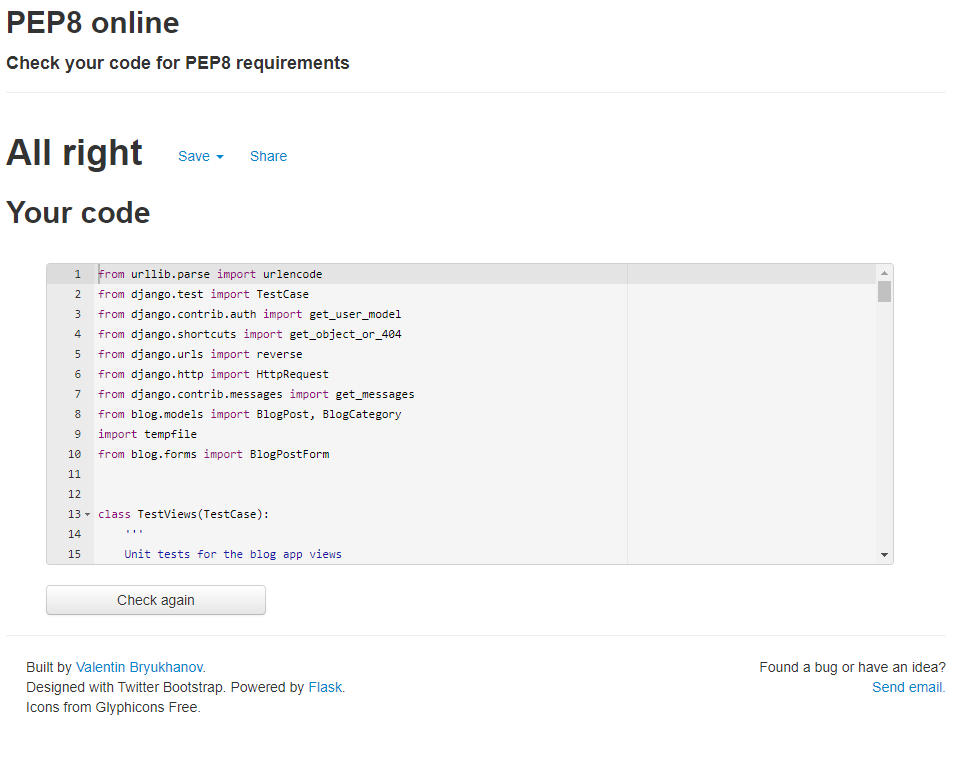 PEP8 online
Check your code for PEP8 requirements
All right Save Share
Your code
1 from urllib.parse import urlencode
2 from django.test import TestCase
3 from django.contrib.auth import get_user_model
4 from django.shortcuts import get_object_or_404
5 from django.urls import reverse
6 from django.http import HttpRequest
7 from django.contrib.messages import get_messages
8 from blog.models import BlogPost, BlogCategory
9 import tempfile
10 from blog.forms import BlogPostForm
11
12
13 class TestViews(TestCase):
14 '''
15 Unit tests for the blog app views
Check again
Built by Valentin Bryukhanov. Found a bug or have an idea?
Designed with Twitter Bootstrap. Powered by Flask. Send email.
Icons from Glyphicons Free.